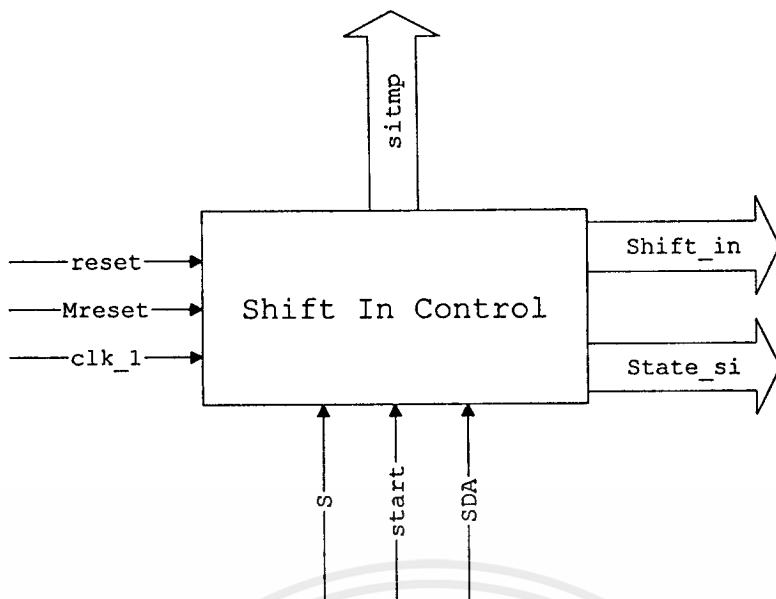 sitmp
reset
Mreset
clk_1
Shift In Control
Shift_in
State_si
S
start
SDA